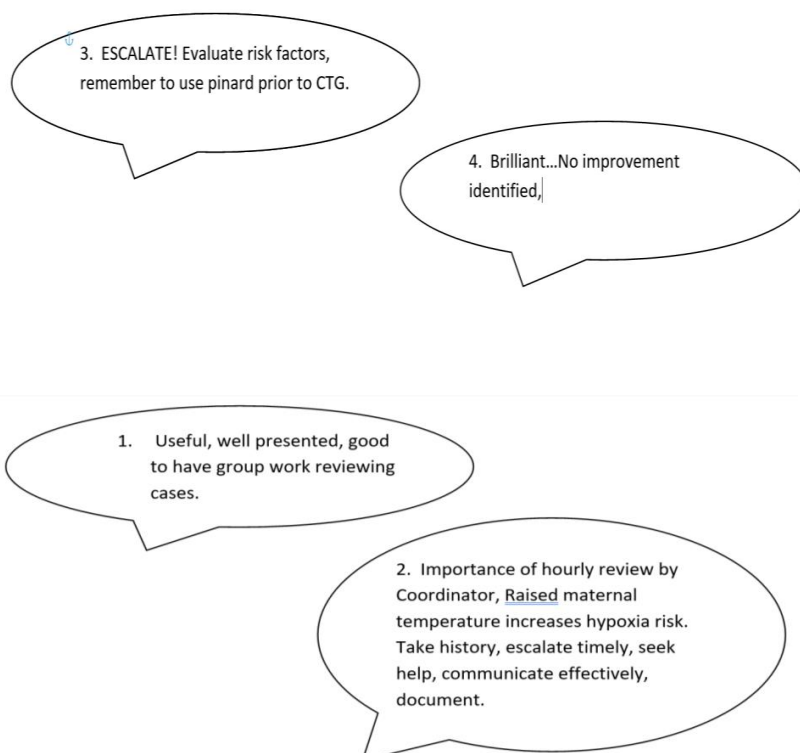 3. ESCALATE! Evaluate risk factors,
remember to use pinard prior to CTG.
4. Brilliant...No improvement
identified,
1. Useful, well presented, good
to have group work reviewing
cases.
2. Importance of hourly review by
Coordinator, Raised maternal
temperature increases hypoxia risk.
Take history, escalate timely, seek
help, communicate effectively,
document.